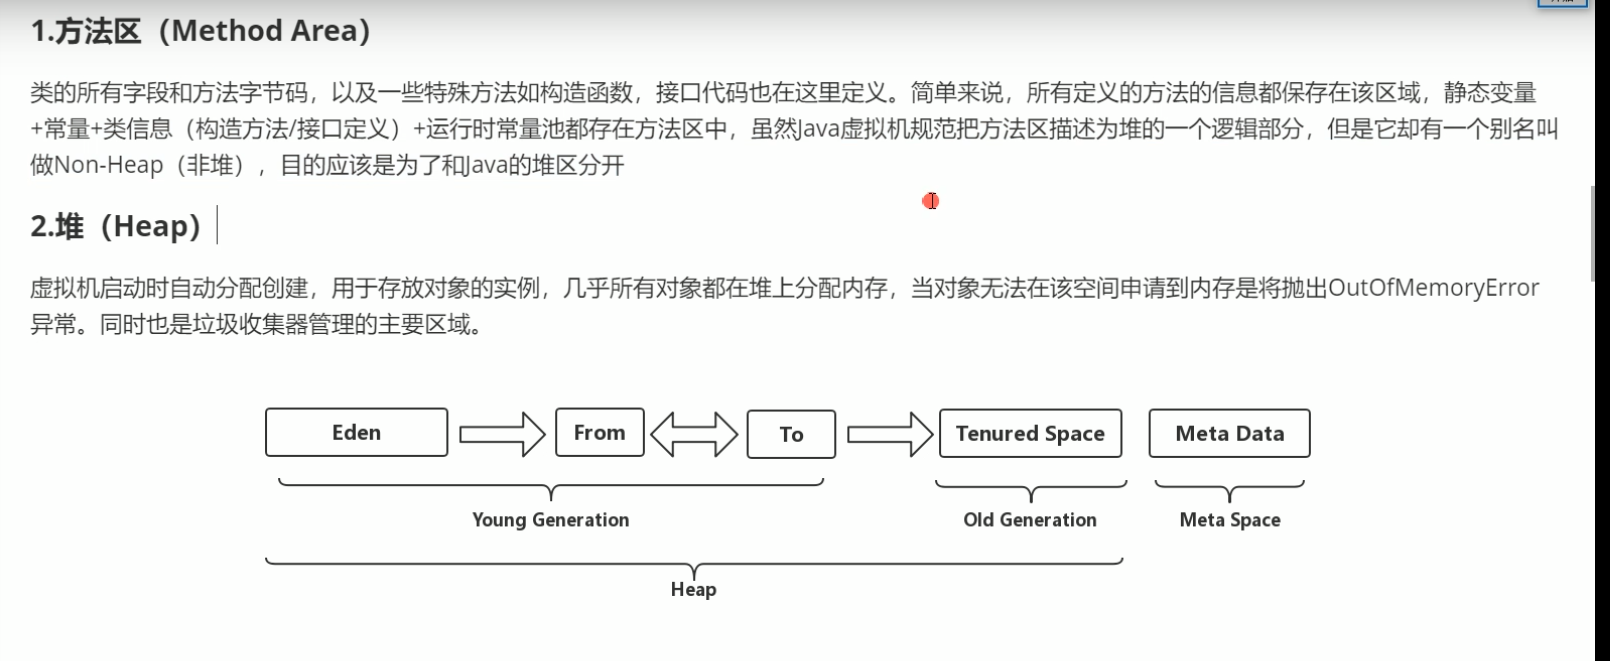 1.方法区（Method Area）
类的所有字段和方法字节码，以及一些特殊方法如构造函数，接口代码也在这里定义。简单来说，所有定义的方法的信息都保存在该区域，静态变量
+常量+类信息（构造方法/接口定义）+运行时常量池都存在方法区中，虽然Java虚拟机规范把方法区描述为堆的一个逻辑部分，但是它却有一个别名叫
做Non-Heap（非堆），目的应该是为了和Java的堆区分开
2.堆（Heap）
虚拟机启动时自动分配创建，用于存放对象的实例，几乎所有对象都在堆上分配内存，当对象无法在该空间申请到内存是将抛出OutOfMemoryError
异常。同时也是垃圾收集器管理的主要区域。
Eden From To Tenured Space Meta Data
Young Generation Old Generation Meta Space
Heap